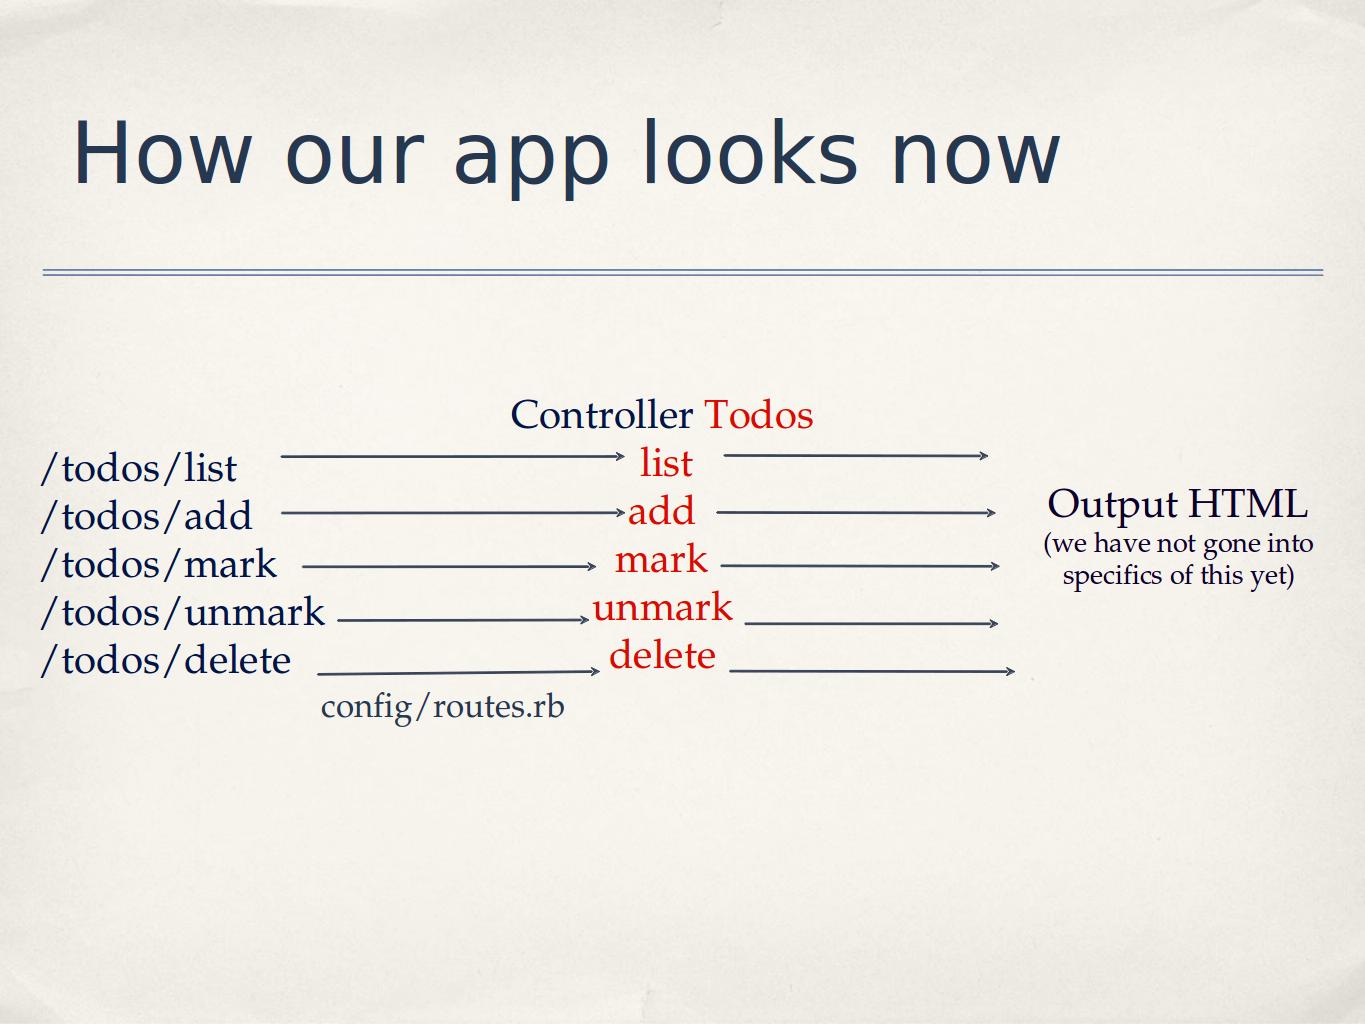 How our app looks now
Controller Todos
/todos/list
/todos/add
/todos/mark
/todos/unmark
/todos/delete
list
add
mark
unmark
delete
config/routes.rb
Output HTML
(we have not gone into
specifics of this yet)